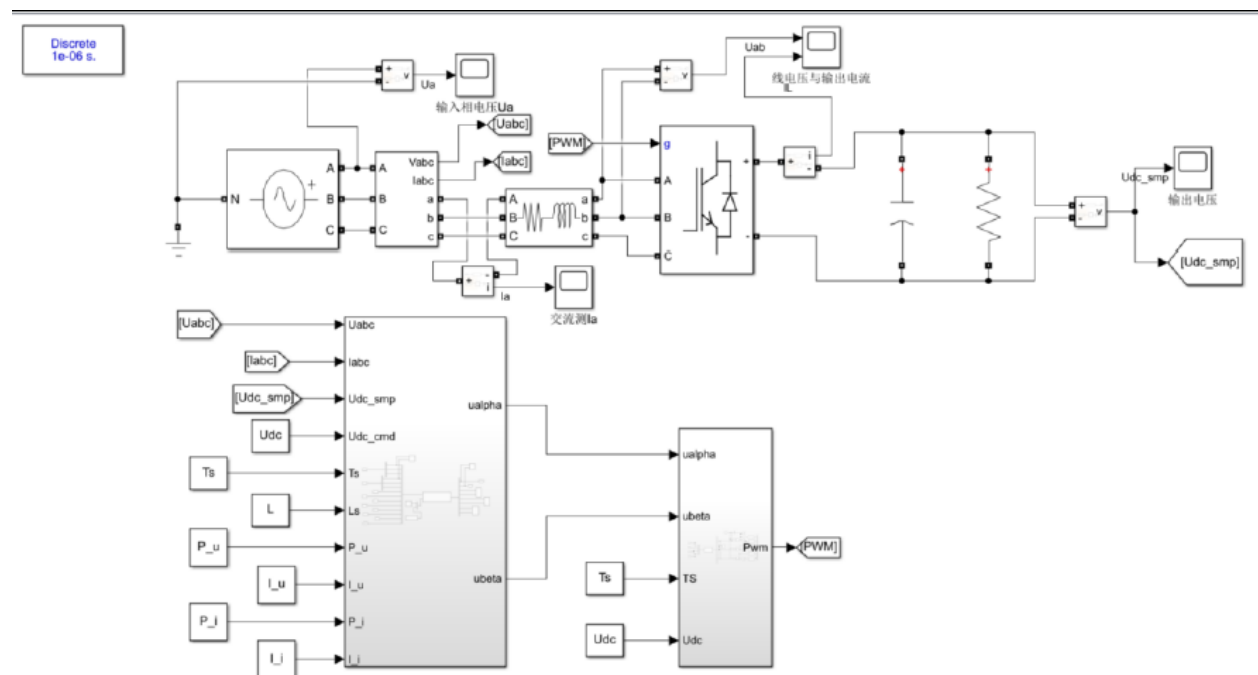 Discrete
1e-06 s.
+
-
v
Ua
输入相电压Ua
[Uabc]
[Iabc]
N
+
A
B
C
A
B
C
Vabc
Iabc
a
b
c
A
B
C
a
b
c
+
-
i
Ia
交流测Ia
+
-
v
Uab
线电压与输出电流
IL
[PWM]
g
A
B
C
+
-
+
i
-
+
-
v
Udc_smp
输出电压
[Udc_smp]
[Uabc]
[Iabc]
[Udc_smp]
Udc
Ts
L
P_u
I_u
P_i
I_i
Uabc
Iabc
Udc_smp
Udc_cmd
Ts
Ls
P_u
I_u
P_i
I_i
ualpha
ubeta
Ts
Udc
ualpha
ubeta
TS
Udc
Pwm
[PWM]